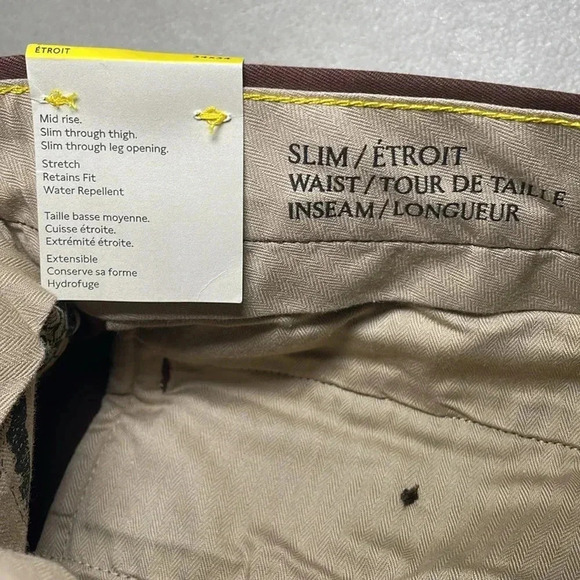 ÉTROIT
Mid rise.
Slim through thigh.
Slim through leg opening.
Stretch
Retains Fit
Water Repellent
Taille basse moyenne.
Cuisse étroite.
Extrémité étroite.
Extensible
Conserve sa forme
Hydrofuge
SLIM/ÉTROIT
WAIST/TOUR DE TAILLE
INSEAM/LONGUEUR